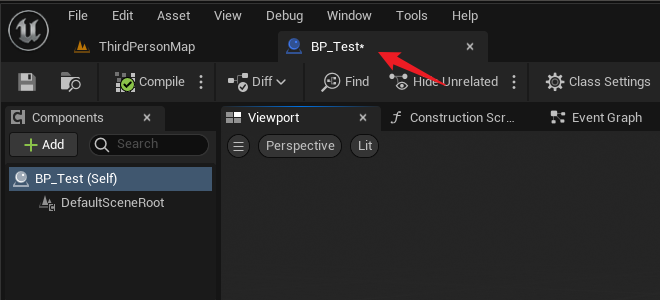 File Edit Asset View Debug Window Tools Help
ThirdPersonMap BP_Test*
Compile Diff Find Hide Unrelated Class Settings
Components Viewport Construction Scr... Event Graph
Add Search Perspective Lit
BP_Test (Self)
DefaultSceneRoot